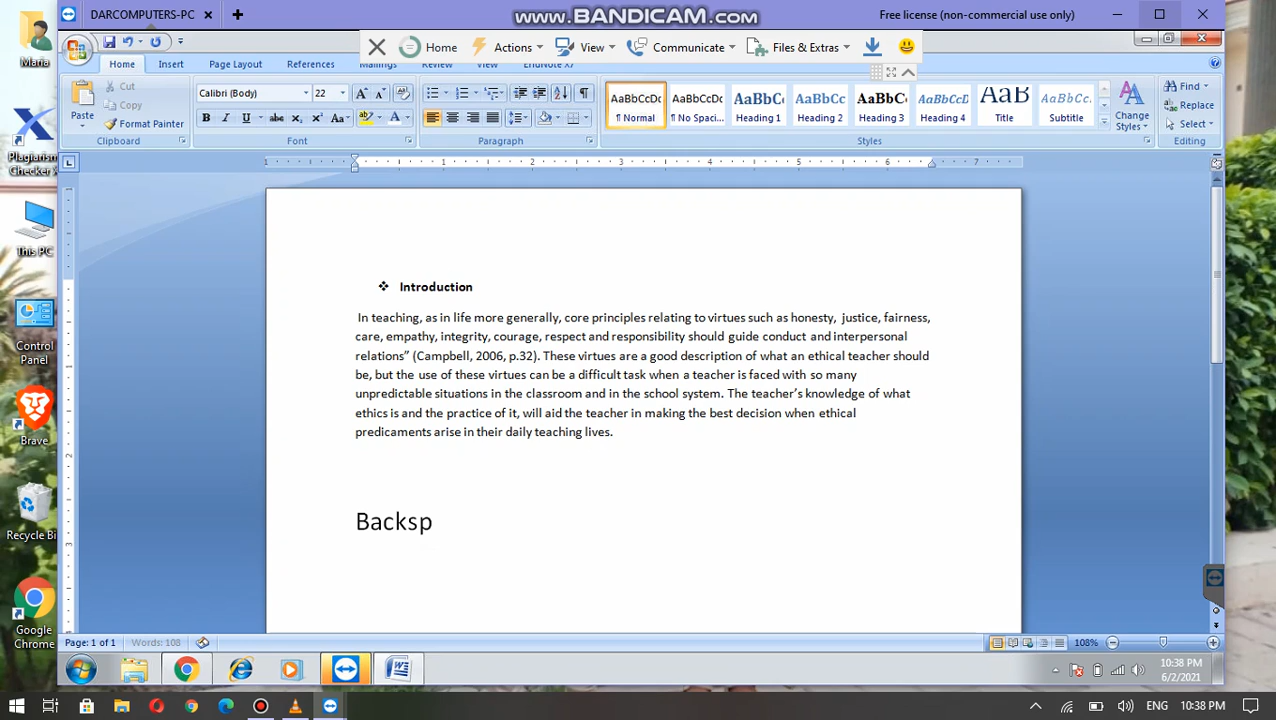 DARCOMPUTERS-PC
www.BANDICAM.com
Free license (non-commercial use only)
Home
Actions
View
Communicate
Files & Extras
Home
Insert
Page Layout
References
Mailings
Review
View
EndNote X7
Paste
Cut
Copy
Format Painter
Clipboard
Calibri (Body)
22
Font
Paragraph
AaBbCcDc
¶ Normal
AaBbCcDc
¶ No Spaci...
AaBbC
Heading 1
AaBbCc
Heading 2
AaBbCc
Heading 3
AaBbCcD
Heading 4
AaB
Title
AaBbCc.
Subtitle
Change
Styles
Styles
Find
Replace
Select
Editing
Maria
Plagiarism
Checker X
This PC
Control
Panel
Brave
Recycle Bi
Google
Chrome
1 1 2 3 4 5 6 7
❖ Introduction
In teaching, as in life more generally, core principles relating to virtues such as honesty, justice, fairness,
care, empathy, integrity, courage, respect and responsibility should guide conduct and interpersonal
relations” (Campbell, 2006, p.32). These virtues are a good description of what an ethical teacher should
be, but the use of these virtues can be a difficult task when a teacher is faced with so many
unpredictable situations in the classroom and in the school system. The teacher’s knowledge of what
ethics is and the practice of it, will aid the teacher in making the best decision when ethical
predicaments arise in their daily teaching lives.
Backsp
Page: 1 of 1
Words: 108
108%
10:38 PM
6/2/2021
ENG
10:38 PM